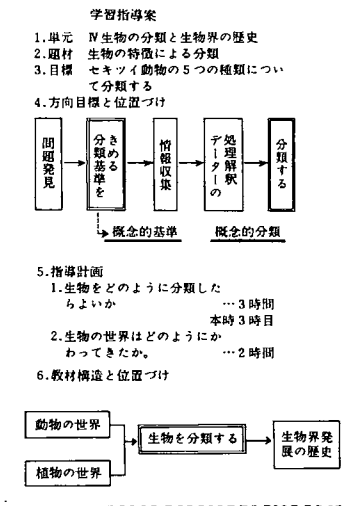 学習指導案
1.単元 Ⅳ生物の分類と生物界の歴史
2.題材 生物の特徴による分類
3.目標 セキツイ動物の5つの種類につい
て分類する
4.方向目標と位置づけ
問題発見
分類基準を
きめる
情報収集
データーの
処理解釈
分類する
概念的基準 概念的分類
5.指導計画
1.生物をどのように分類した
らよいか …3時間
本時3時目
2.生物の世界はどのようにか
わってきたか。 …2時間
6.教材構造と位置づけ
動物の世界
植物の世界
生物を分類する
生物界発
展の歴史